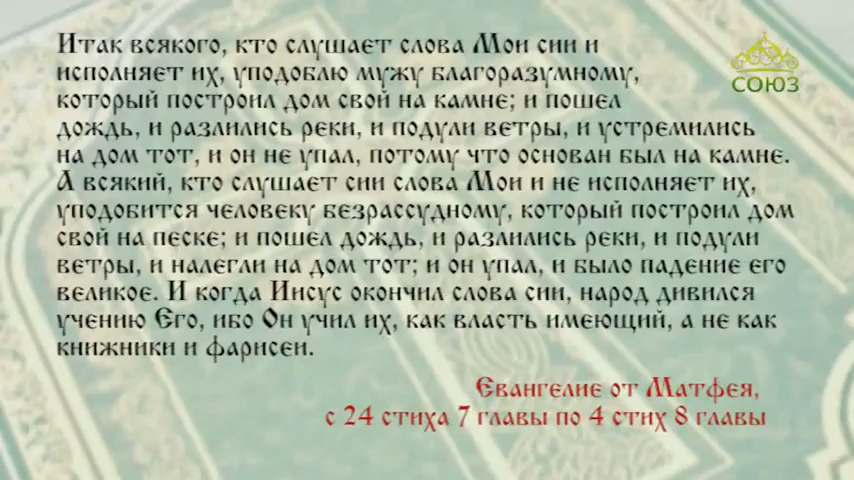 Итак всякого, кто слушает слова Мои сии и
исполняет их, уподоблю мужу благоразумному,
который построил дом свой на камне; и пошел
дождь, и разлились реки, и подули ветры, и устремились
на дом тот, и он не упал, потому что основан был на камне.
А всякий, кто слушает сии слова Мои и не исполняет их,
уподобится человеку безрассудному, который построил дом
свой на песке; и пошел дождь, и разлились реки, и подули
ветры, и налегли на дом тот; и он упал, и было падение его
великое. И когда Иисус окончил слова сии, народ дивился
учению Его, ибо Он учил их, как власть имеющий, а не как
книжники и фарисеи.
Евангелие от Матфея,
с 24 стиха 7 главы по 4 стих 8 главы
СОЮЗ